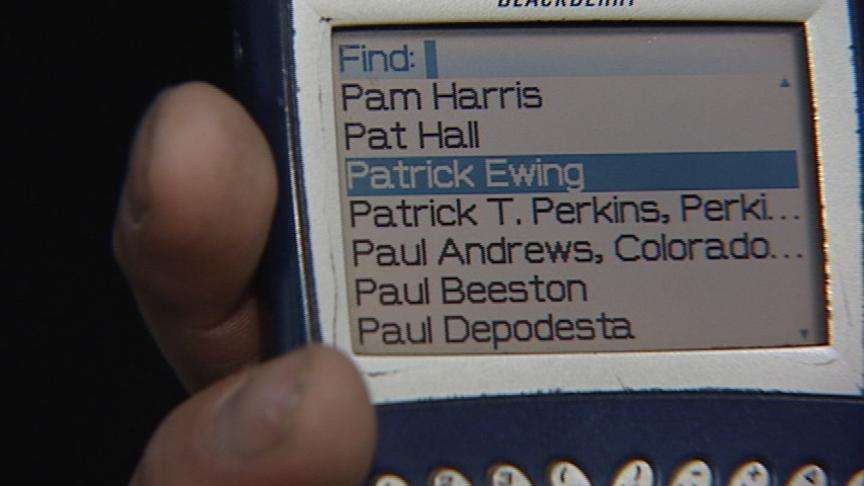 BLACKBERRY
Find:
Pam Harris
Pat Hall
Patrick Ewing
Patrick T. Perkins, Perki...
Paul Andrews, Colorado...
Paul Beeston
Paul Depodesta